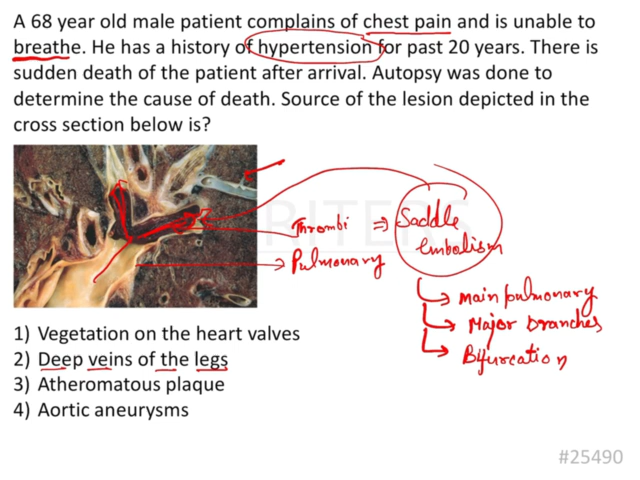 A 68 year old male patient complains of chest pain and is unable to
breathe. He has a history of hypertension for past 20 years. There is
sudden death of the patient after arrival. Autopsy was done to
determine the cause of death. Source of the lesion depicted in the
cross section below is?
Thrombi ⇒ Saddle
embolism
Pulmonary
Main pulmonary
Major branches
Bifurcation
1) Vegetation on the heart valves
2) Deep veins of the legs
3) Atheromatous plaque
4) Aortic aneurysms
#25490